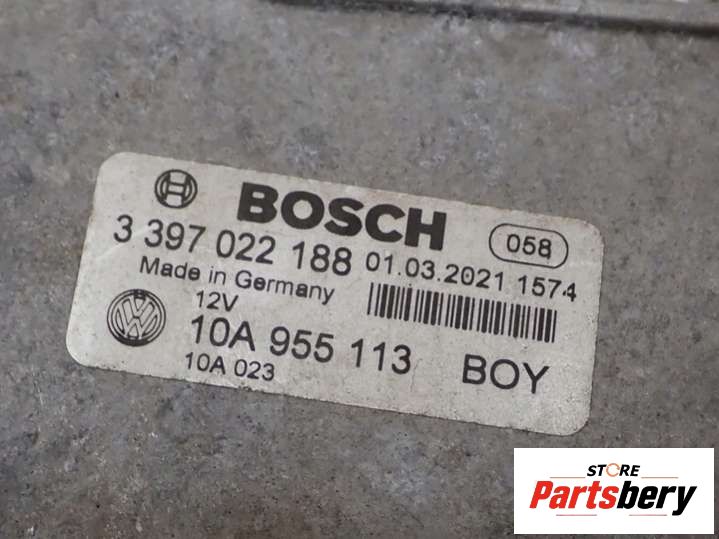 BOSCH
058
3 397 022 188 01.03.2021 1574
Made in Germany
12V
10A 955 113 BOY
10A 023
STORE
Partsbery